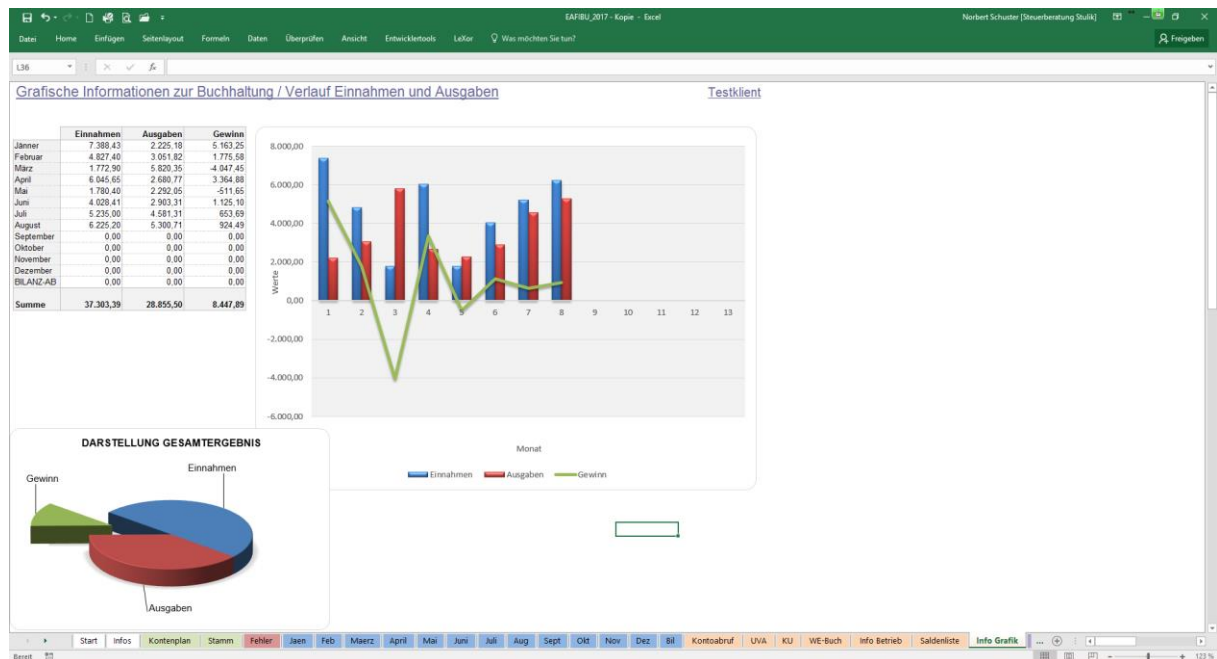 EAFIBU_2017 - Kopie - Excel
Norbert Schuster [Steuerberatung Stulik]
Datei Home Einfügen Seitenlayout Formeln Daten Überprüfen Ansicht Entwicklertools LeXor Was möchten Sie tun? Freigeben
L36 fx
Grafische Informationen zur Buchhaltung / Verlauf Einnahmen und Ausgaben Testklient
Einnahmen Ausgaben Gewinn
Jänner 7.388,43 2.225,18 5.163,25
Februar 4.827,40 3.051,82 1.775,58
März 1.772,90 5.820,35 -4.047,45
April 6.045,65 2.680,77 3.364,88
Mai 1.780,40 2.292,05 -511,65
Juni 4.028,41 2.903,31 1.125,10
Juli 5.235,00 4.581,31 653,69
August 6.225,20 5.300,71 924,49
September 0,00 0,00 0,00
Oktober 0,00 0,00 0,00
November 0,00 0,00 0,00
Dezember 0,00 0,00 0,00
BILANZ-AB 0,00 0,00 0,00
Summe 37.303,39 28.855,50 8.447,89
8.000,00
6.000,00
4.000,00
2.000,00
0,00
-2.000,00
-4.000,00
-6.000,00
Werte
1 2 3 4 5 6 7 8 9 10 11 12 13
Monat
Einnahmen Ausgaben Gewinn
DARSTELLUNG GESAMTERGEBNIS
Einnahmen
Gewinn
Ausgaben
Start Infos Kontenplan Stamm Fehler Jaen Feb Maerz April Mai Juni Juli Aug Sept Okt Nov Dez Bil Kontoabruf UVA KU WE-Buch Info Betrieb Saldenliste Info Grafik ...
Bereit 123 %